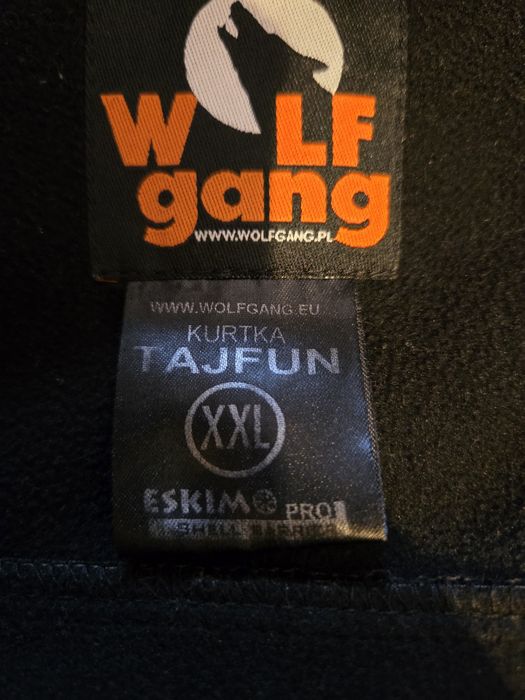 WOLF
gang
WWW.WOLFGANG.PL
WWW.WOLFGANG.EU
KURTKA
TAJFUN
XXL
ESKIMO PRO